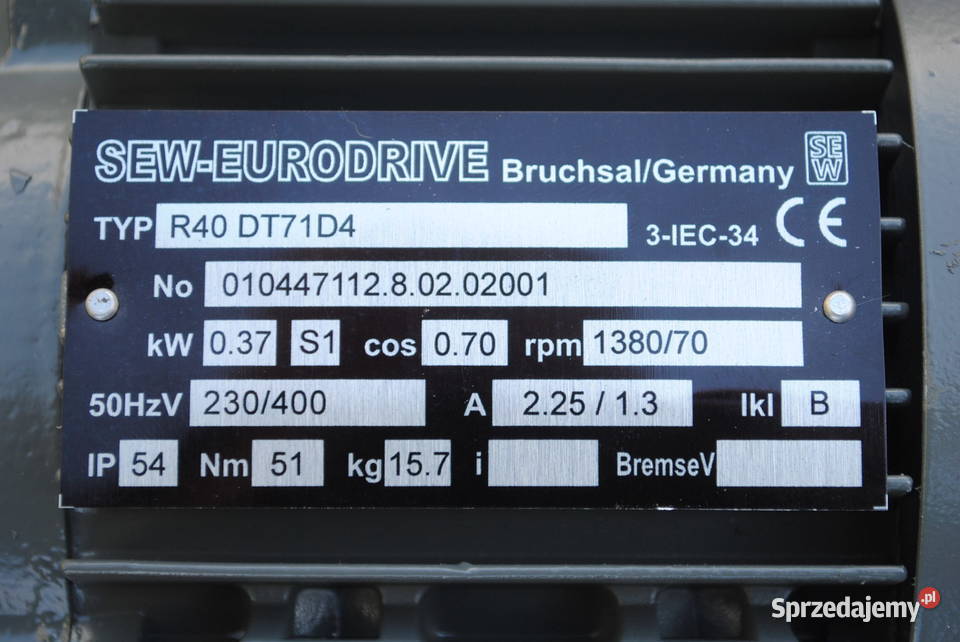 SEW-EURODRIVE Bruchsal/Germany SEW
TYP R40 DT71D4 3-IEC-34 CE
No 010447112.8.02.02001
kW 0.37 S1 cos 0.70 rpm 1380/70
50HzV 230/400 A 2.25 / 1.3 Ikl B
IP 54 Nm 51 kg 15.7 i BremseV
Sprzedajemy.pl